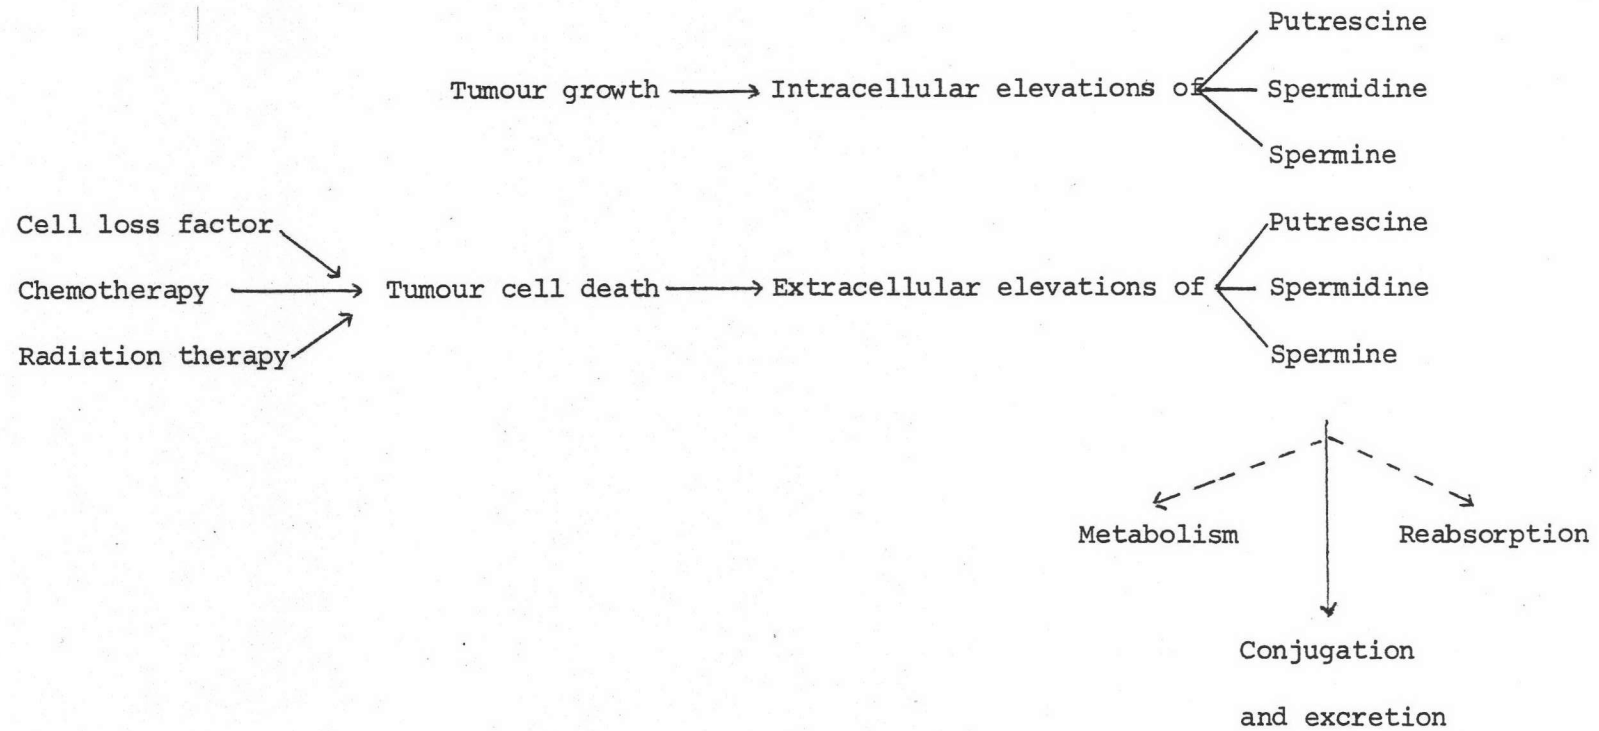 Putrescine
Tumour growth Intracellular elevations of Spermidine
Spermine
Cell loss factor Putrescine
Chemotherapy Tumour cell death Extracellular elevations of Spermidine
Radiation therapy Spermine
Metabolism Reabsorption
Conjugation
and excretion